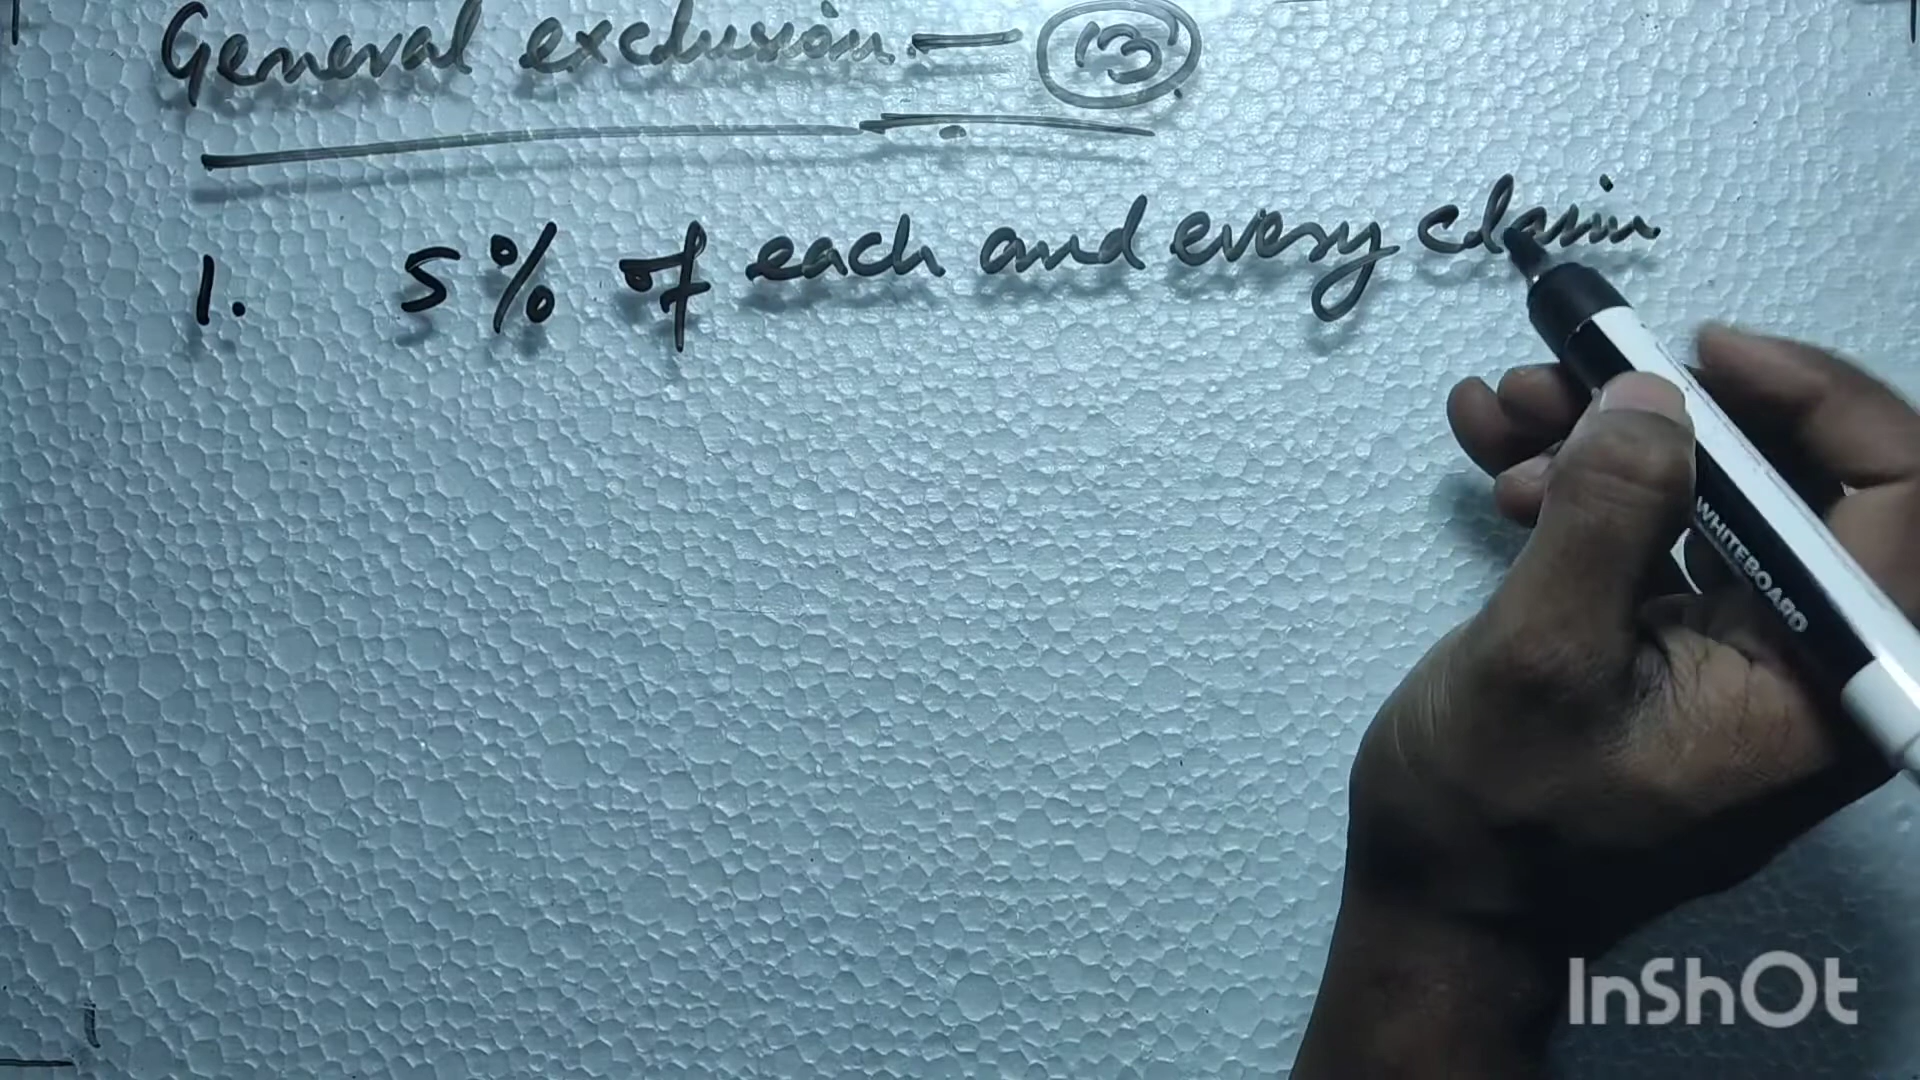 General exclusion. - 13
1. 5% of each and every claim
WHITEBOARD
InShOt